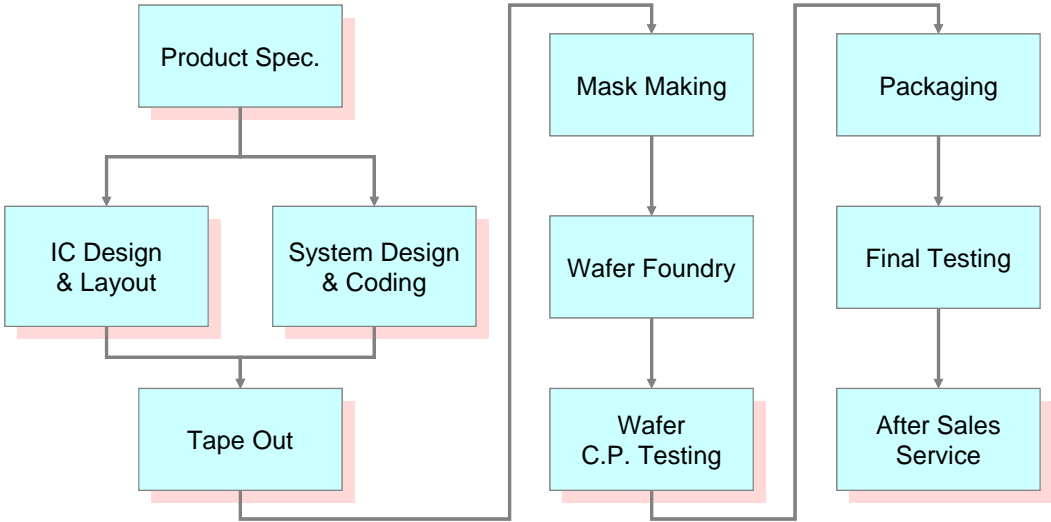 Product Spec.
IC Design
& Layout
System Design
& Coding
Tape Out
Mask Making
Wafer Foundry
Wafer
C.P. Testing
Packaging
Final Testing
After Sales
Service